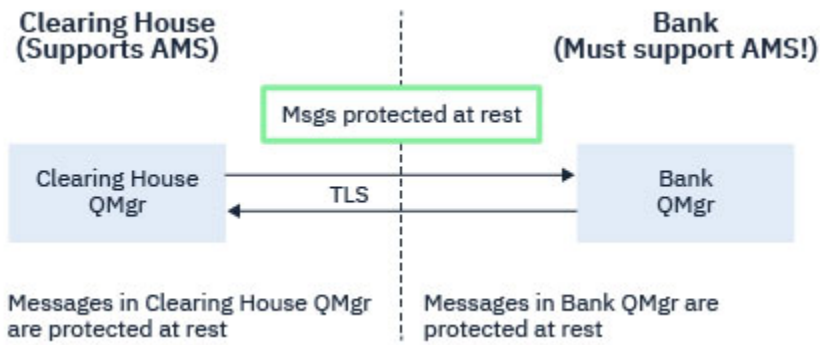 Clearing House
(Supports AMS)
Bank
(Must support AMS!)
Msgs protected at rest
Clearing House
QMgr
TLS
Bank
QMgr
Messages in Clearing House QMgr
are protected at rest
Messages in Bank QMgr are
protected at rest